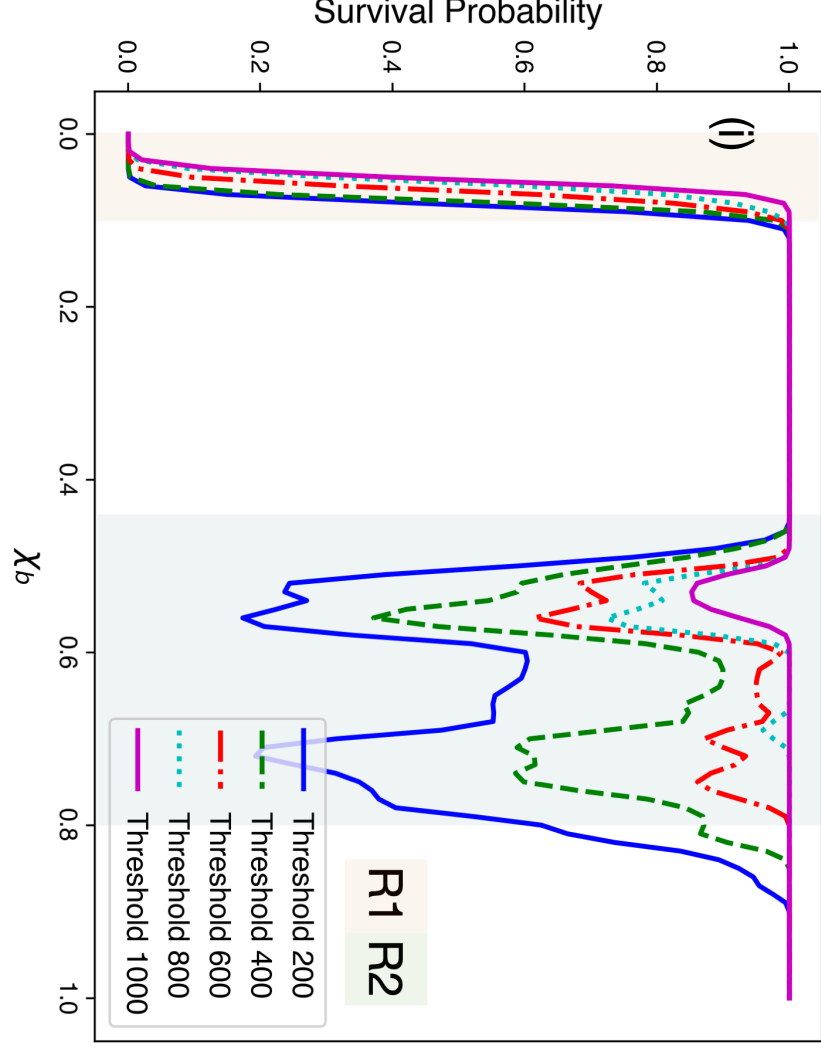 (i)
Survival Probability
1.0
0.8
0.6
0.4
0.2
0.0
0.0
0.2
0.4
0.6
0.8
1.0
χb
R1 R2
Threshold 200
Threshold 400
Threshold 600
Threshold 800
Threshold 1000